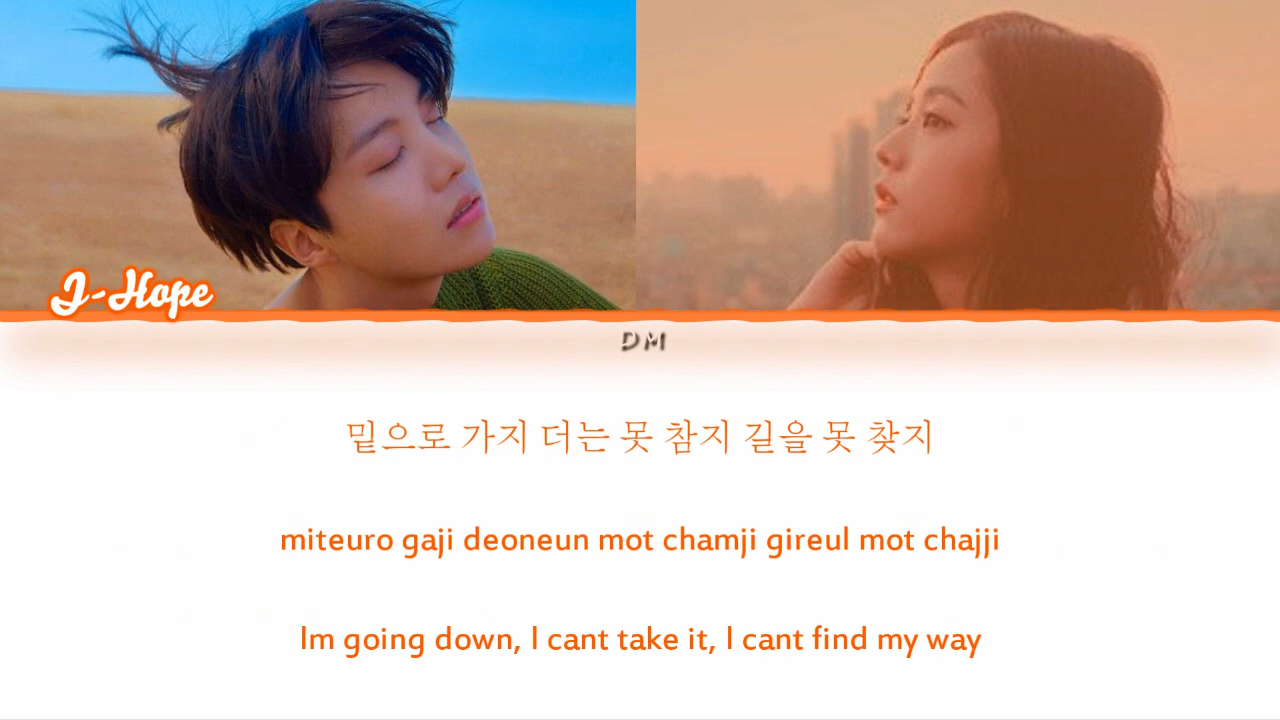 J-Hope
DM
밑으로 가지 더는 못 참지 길을 못 찾지
miteuro gaji deoneun mot chamji gireul mot chajji
Im going down, I cant take it, I cant find my way